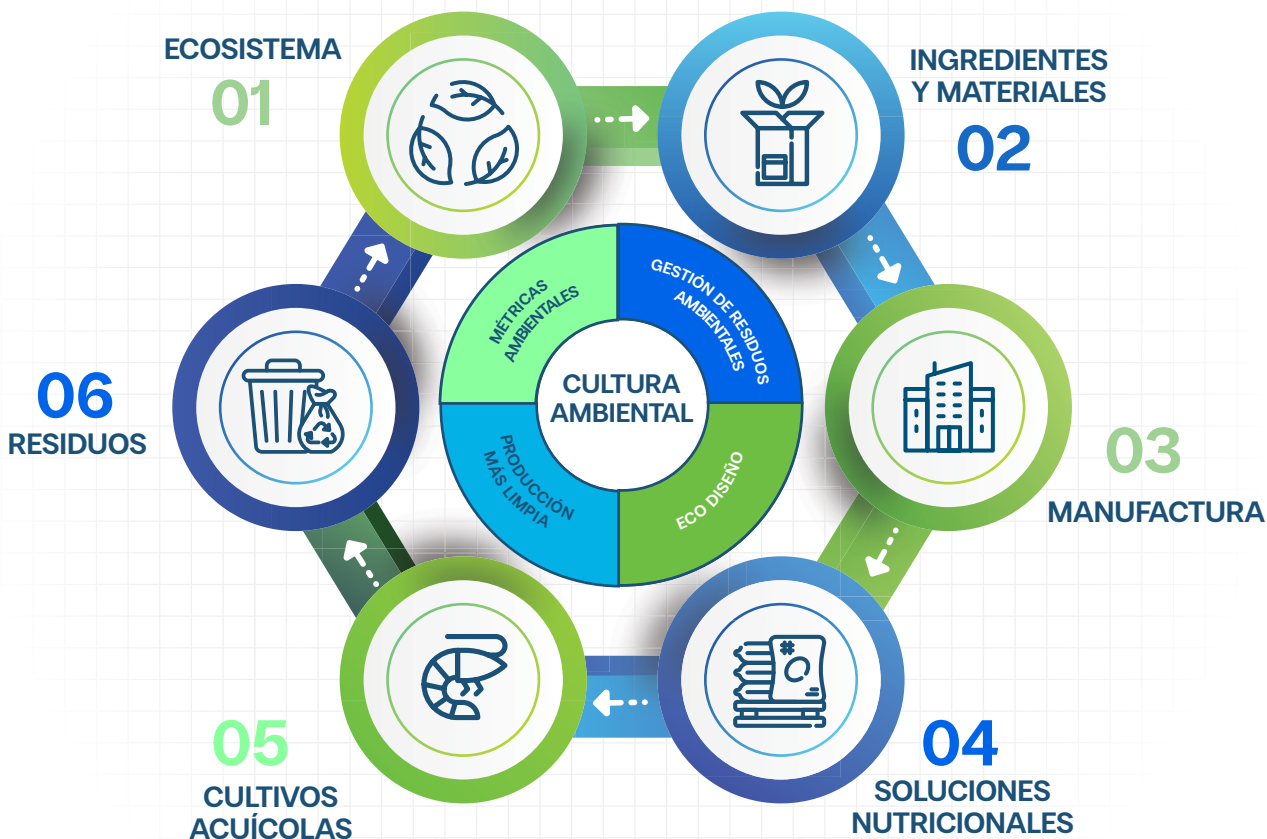 ECOSISTEMA
01
INGREDIENTES
Y MATERIALES
02
03
MANUFACTURA
04
SOLUCIONES
NUTRICIONALES
05
CULTIVOS
ACUÍCOLAS
06
RESIDUOS
MÉTRICAS
AMBIENTALES
GESTIÓN DE RESIDUOS
AMBIENTALES
ECO DISEÑO
PRODUCCIÓN
MÁS LIMPIA
CULTURA
AMBIENTAL